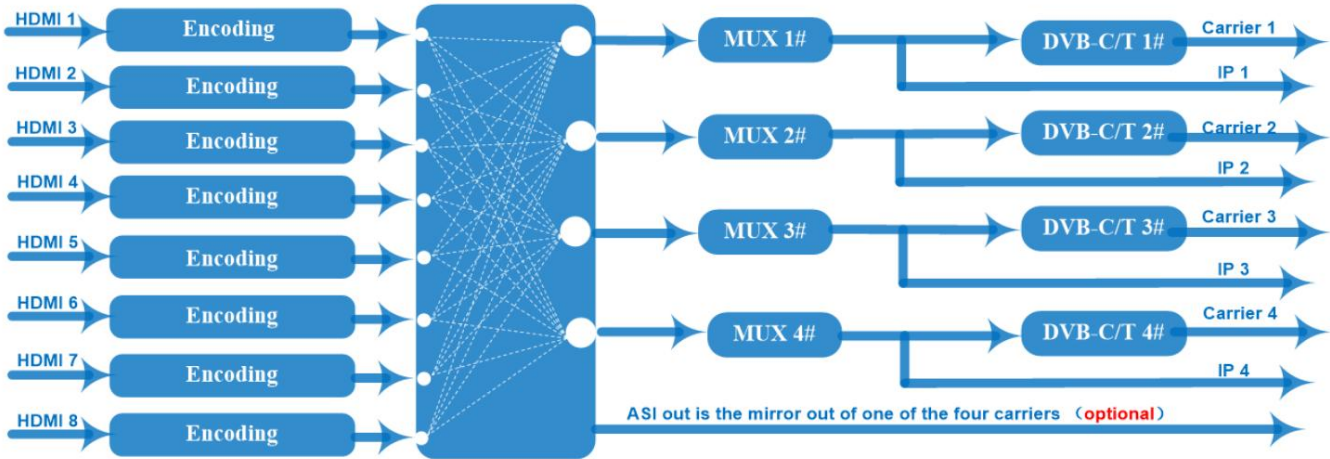 HDMI 1
Encoding
MUX 1#
DVB-C/T 1#
Carrier 1
IP 1
HDMI 2
Encoding
HDMI 3
Encoding
MUX 2#
DVB-C/T 2#
Carrier 2
IP 2
HDMI 4
Encoding
HDMI 5
Encoding
MUX 3#
DVB-C/T 3#
Carrier 3
IP 3
HDMI 6
Encoding
MUX 4#
DVB-C/T 4#
Carrier 4
IP 4
HDMI 7
Encoding
HDMI 8
Encoding
ASI out is the mirror out of one of the four carriers （optional）